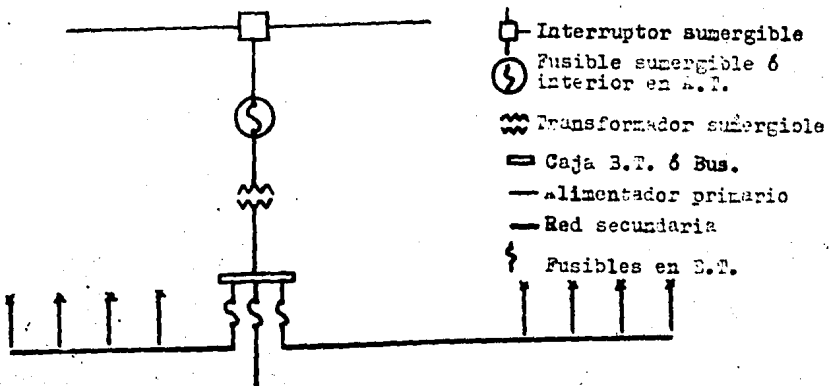 Interruptor sumergible
Fusible sumergible ó
interior en A.T.
Transformador sumergible
Caja B.T. ó Bus.
Alimentador primario
Red secundaria
Fusibles en B.T.